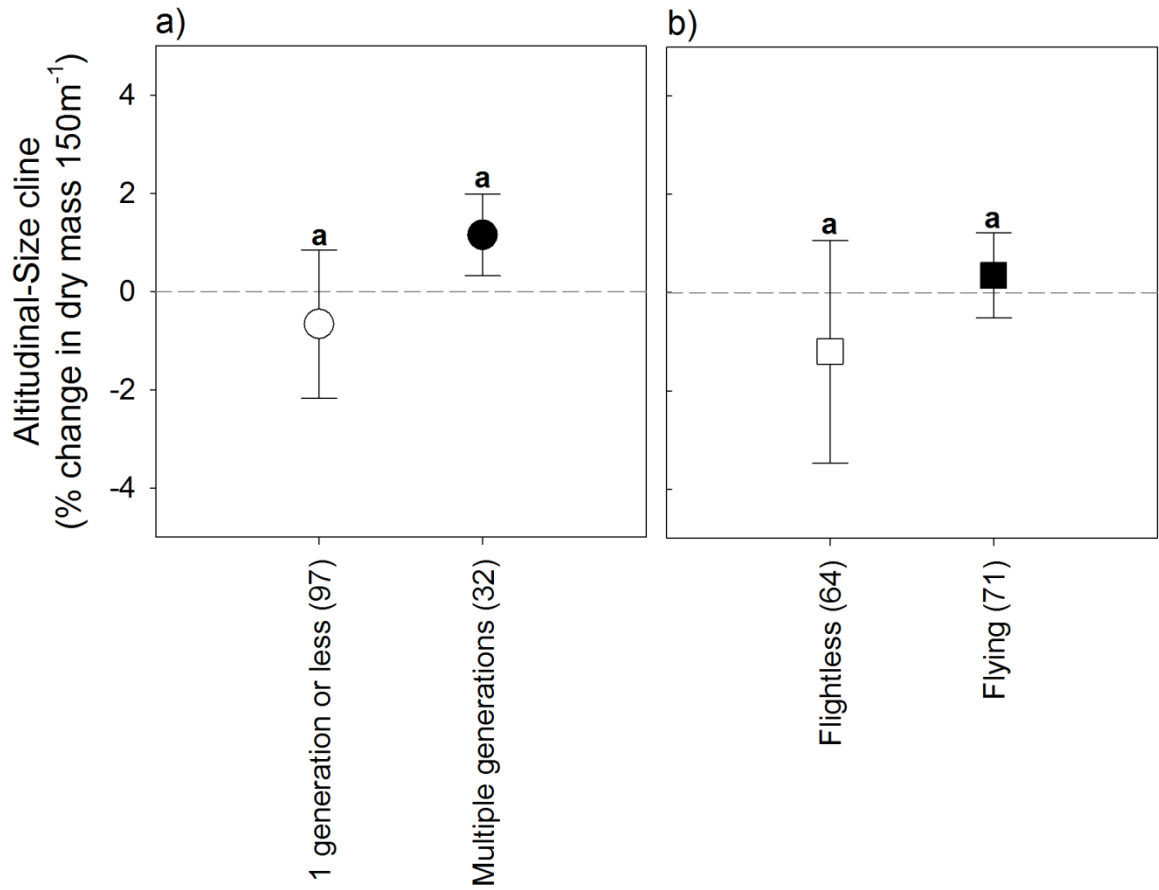 a)
b)
Altitudinal-Size cline
(% change in dry mass 150m⁻¹)
4
2
0
-2
-4
a
a
a
a
1 generation or less (97)
Multiple generations (32)
Flightless (64)
Flying (71)